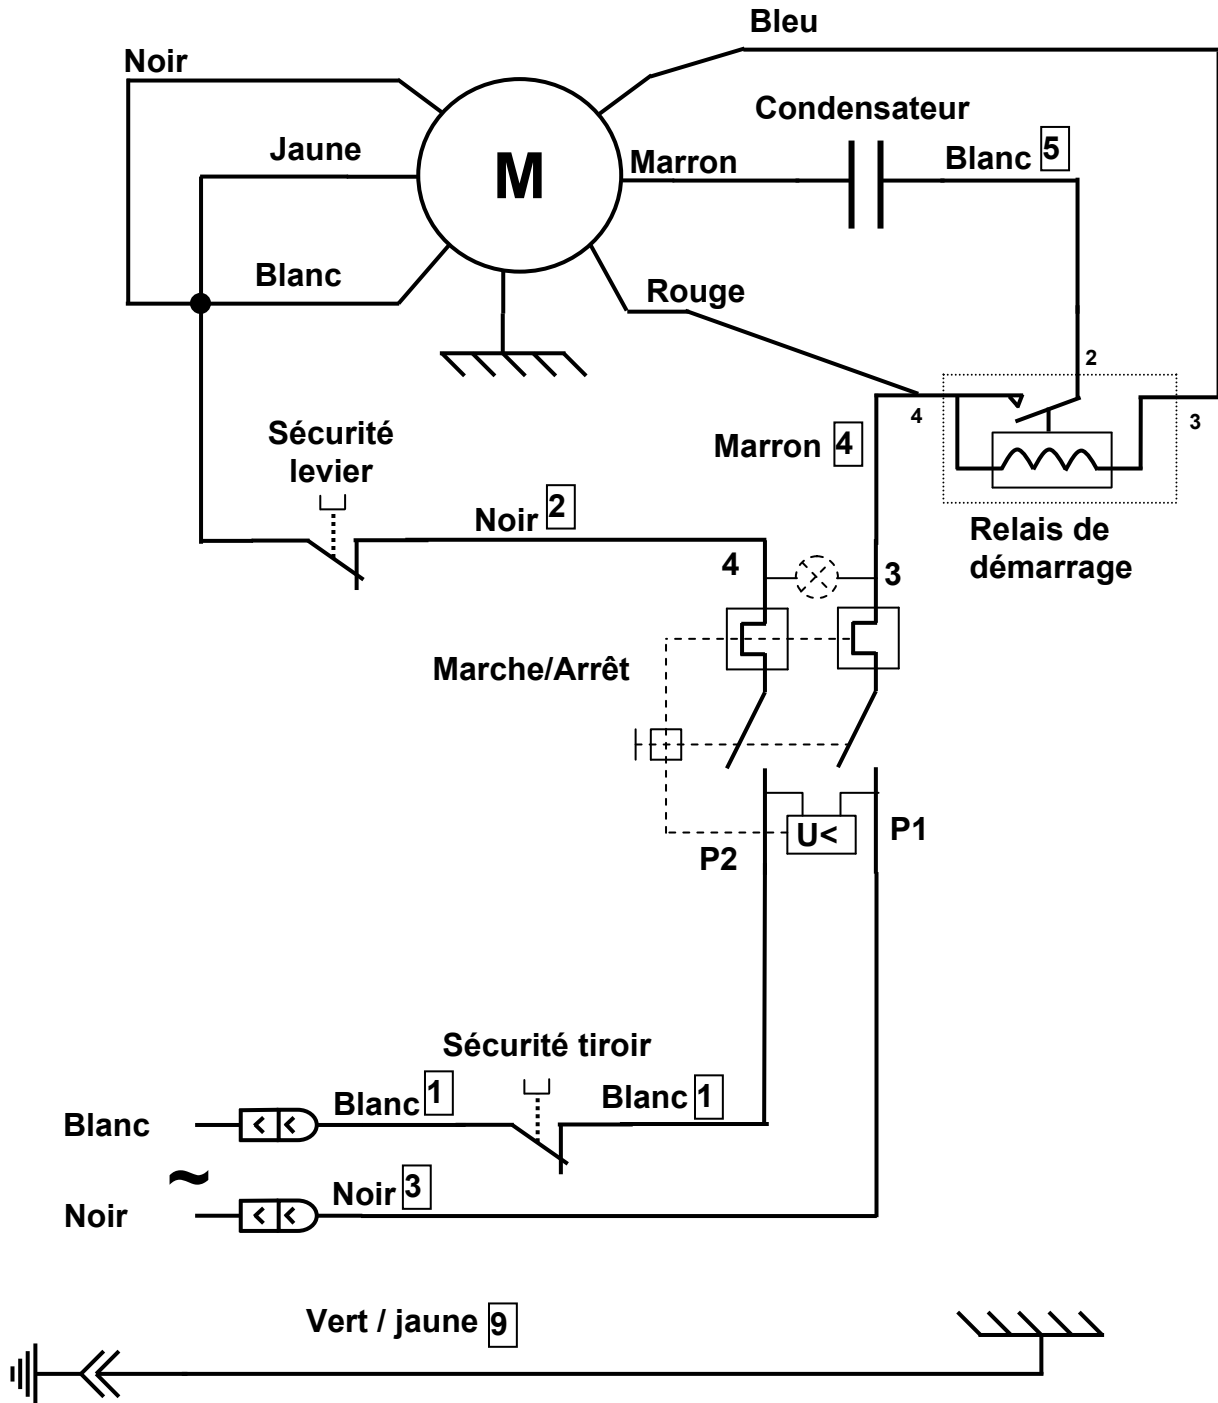 Bleu
Noir
Condensateur
Jaune
M
Marron
Blanc 5
Blanc
Rouge
2
4
3
Sécurité
levier
Marron 4
Noir 2
Relais de
démarrage
4
3
Marche/Arrêt
U<
P1
P2
Sécurité tiroir
Blanc 1
Blanc 1
Blanc
~
Noir 3
Noir
Vert / jaune 9